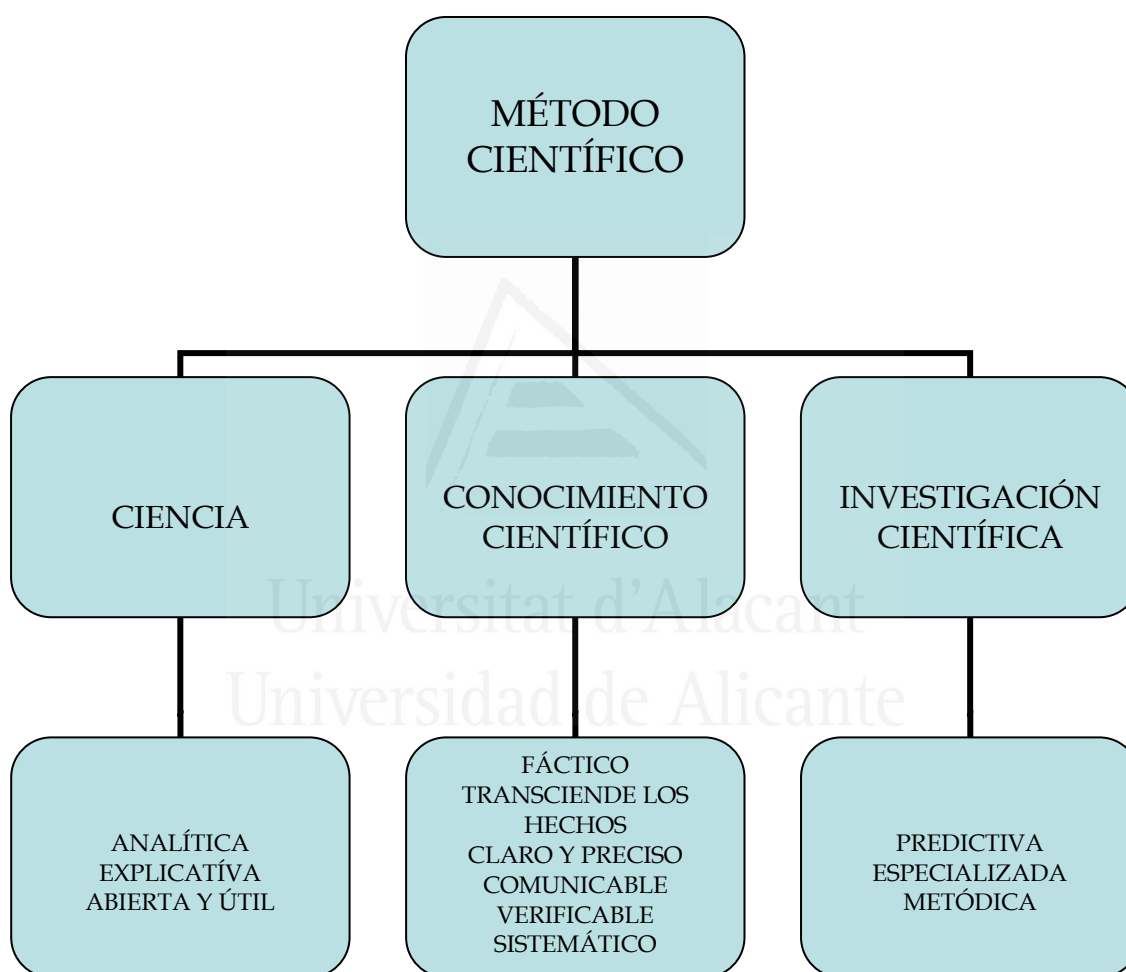 MÉTODO
CIENTÍFICO
CIENCIA
CONOCIMIENTO
CIENTÍFICO
INVESTIGACIÓN
CIENTÍFICA
Universitat d'Alacant
Universidad de Alicante
ANALÍTICA
EXPLICATÍVA
ABIERTA Y ÚTIL
FÁCTICO
TRANSCIENDE LOS
HECHOS
CLARO Y PRECISO
COMUNICABLE
VERIFICABLE
SISTEMÁTICO
PREDICTIVA
ESPECIALIZADA
METÓDICA